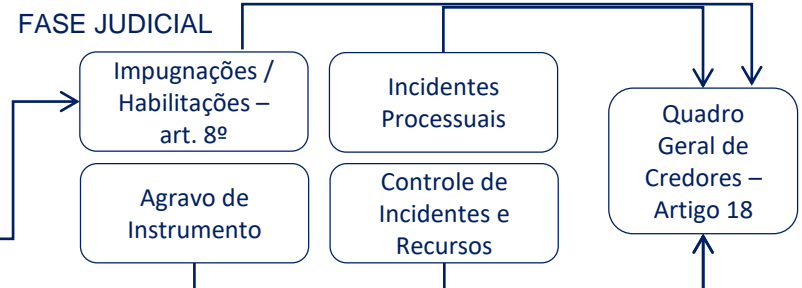 FASE JUDICIAL
Impugnações /
Habilitações –
art. 8º
Incidentes
Processuais
Quadro
Geral de
Credores –
Artigo 18
Agravo de
Instrumento
Controle de
Incidentes e
Recursos